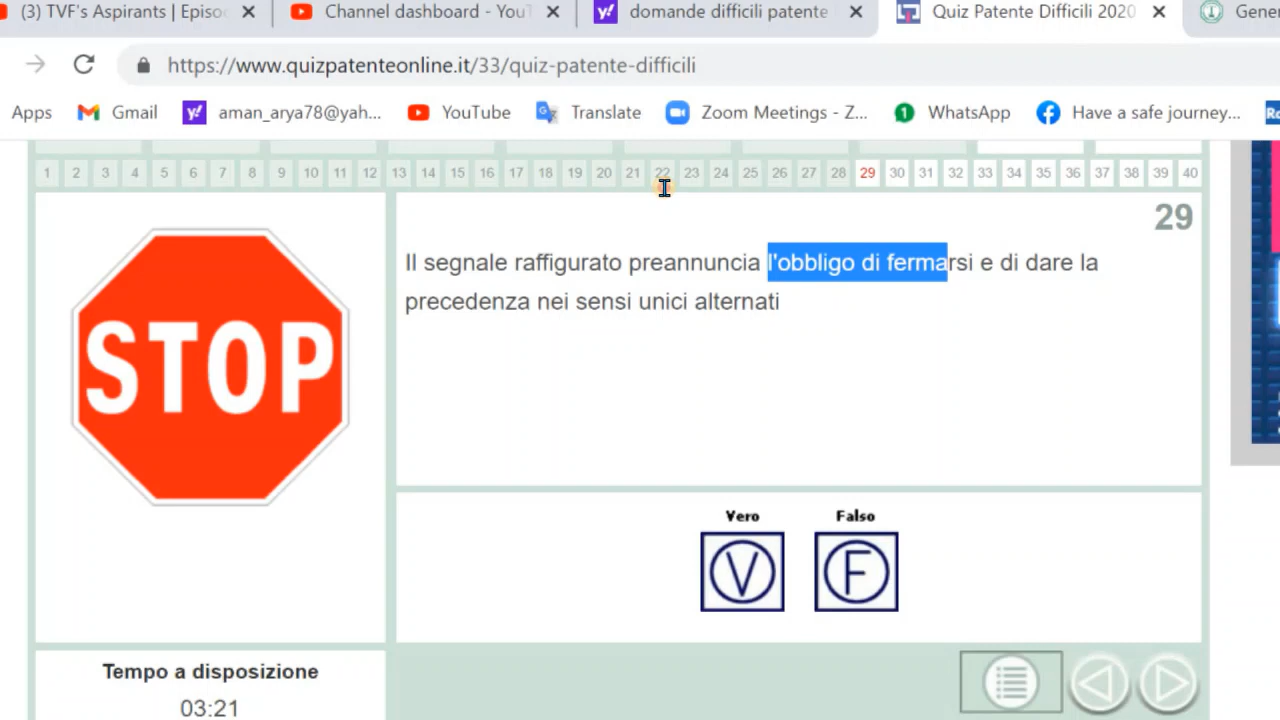 (3) TVF's Aspirants | Episo
Channel dashboard - YouT
domande difficili patente
Quiz Patente Difficili 2020
Gener
https://www.quizpatenteonline.it/33/quiz-patente-difficili
Apps
Gmail
aman_arya78@yah...
YouTube
Translate
Zoom Meetings - Z...
1
WhatsApp
Have a safe journey...
1 2 3 4 5 6 7 8 9 10 11 12 13 14 15 16 17 18 19 20 21 22 23 24 25 26 27 28 29 30 31 32 33 34 35 36 37 38 39 40
29
STOP
Il segnale raffigurato preannuncia l'obbligo di fermarsi e di dare la
precedenza nei sensi unici alternati
Vero Falso
V F
Tempo a disposizione
03:21